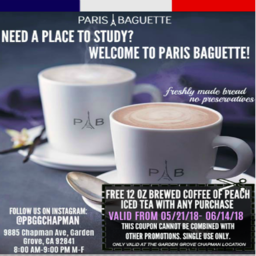 PARIS BAGUETTE
NEED A PLACE TO STUDY?
WELCOME TO PARIS BAGUETTE!
freshly made bread
no preservatives
P B
P B
FREE 12 OZ BREWED COFFEE OF PEACH
ICED TEA WITH ANY PURCHASE
VALID FROM 05/21/18- 06/14/18
THIS COUPON CANNOT BE COMBINED WITH
OTHER PROMOTIONS. SINGLE USE ONLY.
ONLY VALID AT THE GARDEN GROVE CHAPMAN LOCATION
FOLLOW US ON INSTAGRAM:
@PBGGCHAPMAN
9885 Chapman Ave, Garden
Grove, CA 92841
8:00 AM-9:00 PM M-F